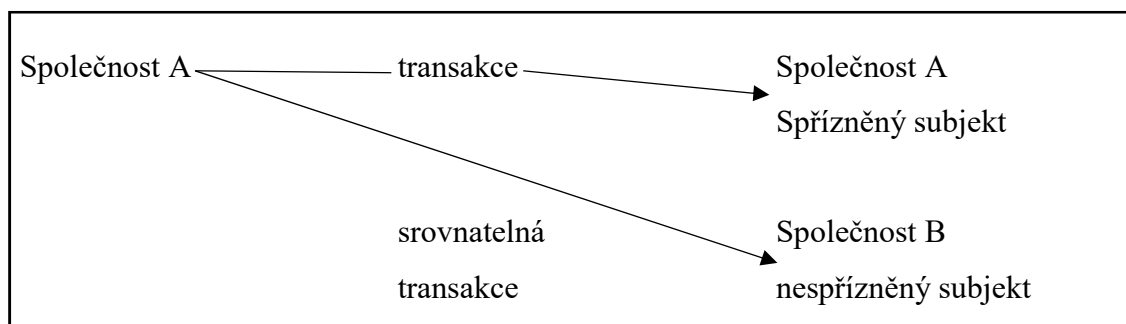 Společnost A transakce Společnost A
Spřízněný subjekt
srovnatelná Společnost B
transakce nespřízněný subjekt